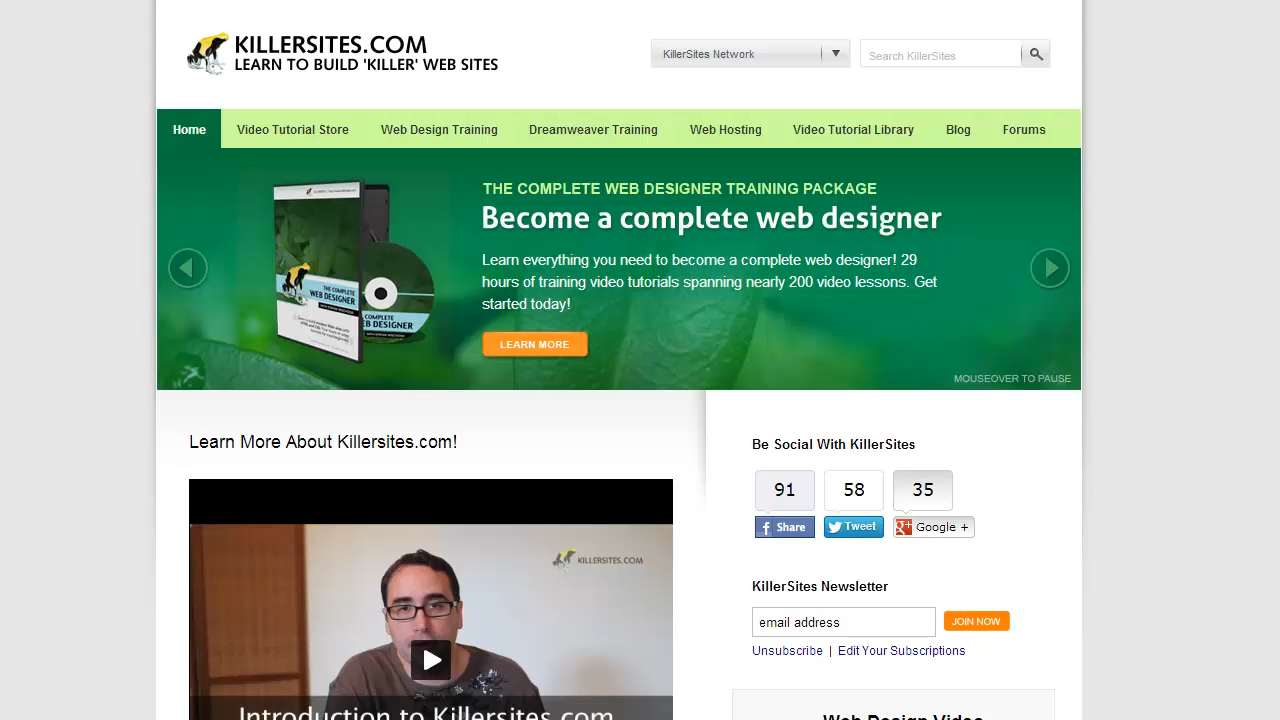 KILLERSITES.COM
LEARN TO BUILD 'KILLER' WEB SITES
KillerSites Network
Search KillerSites
Home
Video Tutorial Store
Web Design Training
Dreamweaver Training
Web Hosting
Video Tutorial Library
Blog
Forums
THE COMPLETE WEB DESIGNER TRAINING PACKAGE
Become a complete web designer
Learn everything you need to become a complete web designer! 29
hours of training video tutorials spanning nearly 200 video lessons. Get
started today!
LEARN MORE
MOUSEOVER TO PAUSE
THE COMPLETE
WEB DESIGNER
Learn More About Killersites.com!
KILLERSITES.COM
Introduction to Killersites.com
Be Social With KillerSites
91
58
35
Share
Tweet
Google +
KillerSites Newsletter
email address
JOIN NOW
Unsubscribe | Edit Your Subscriptions
Web Design Video